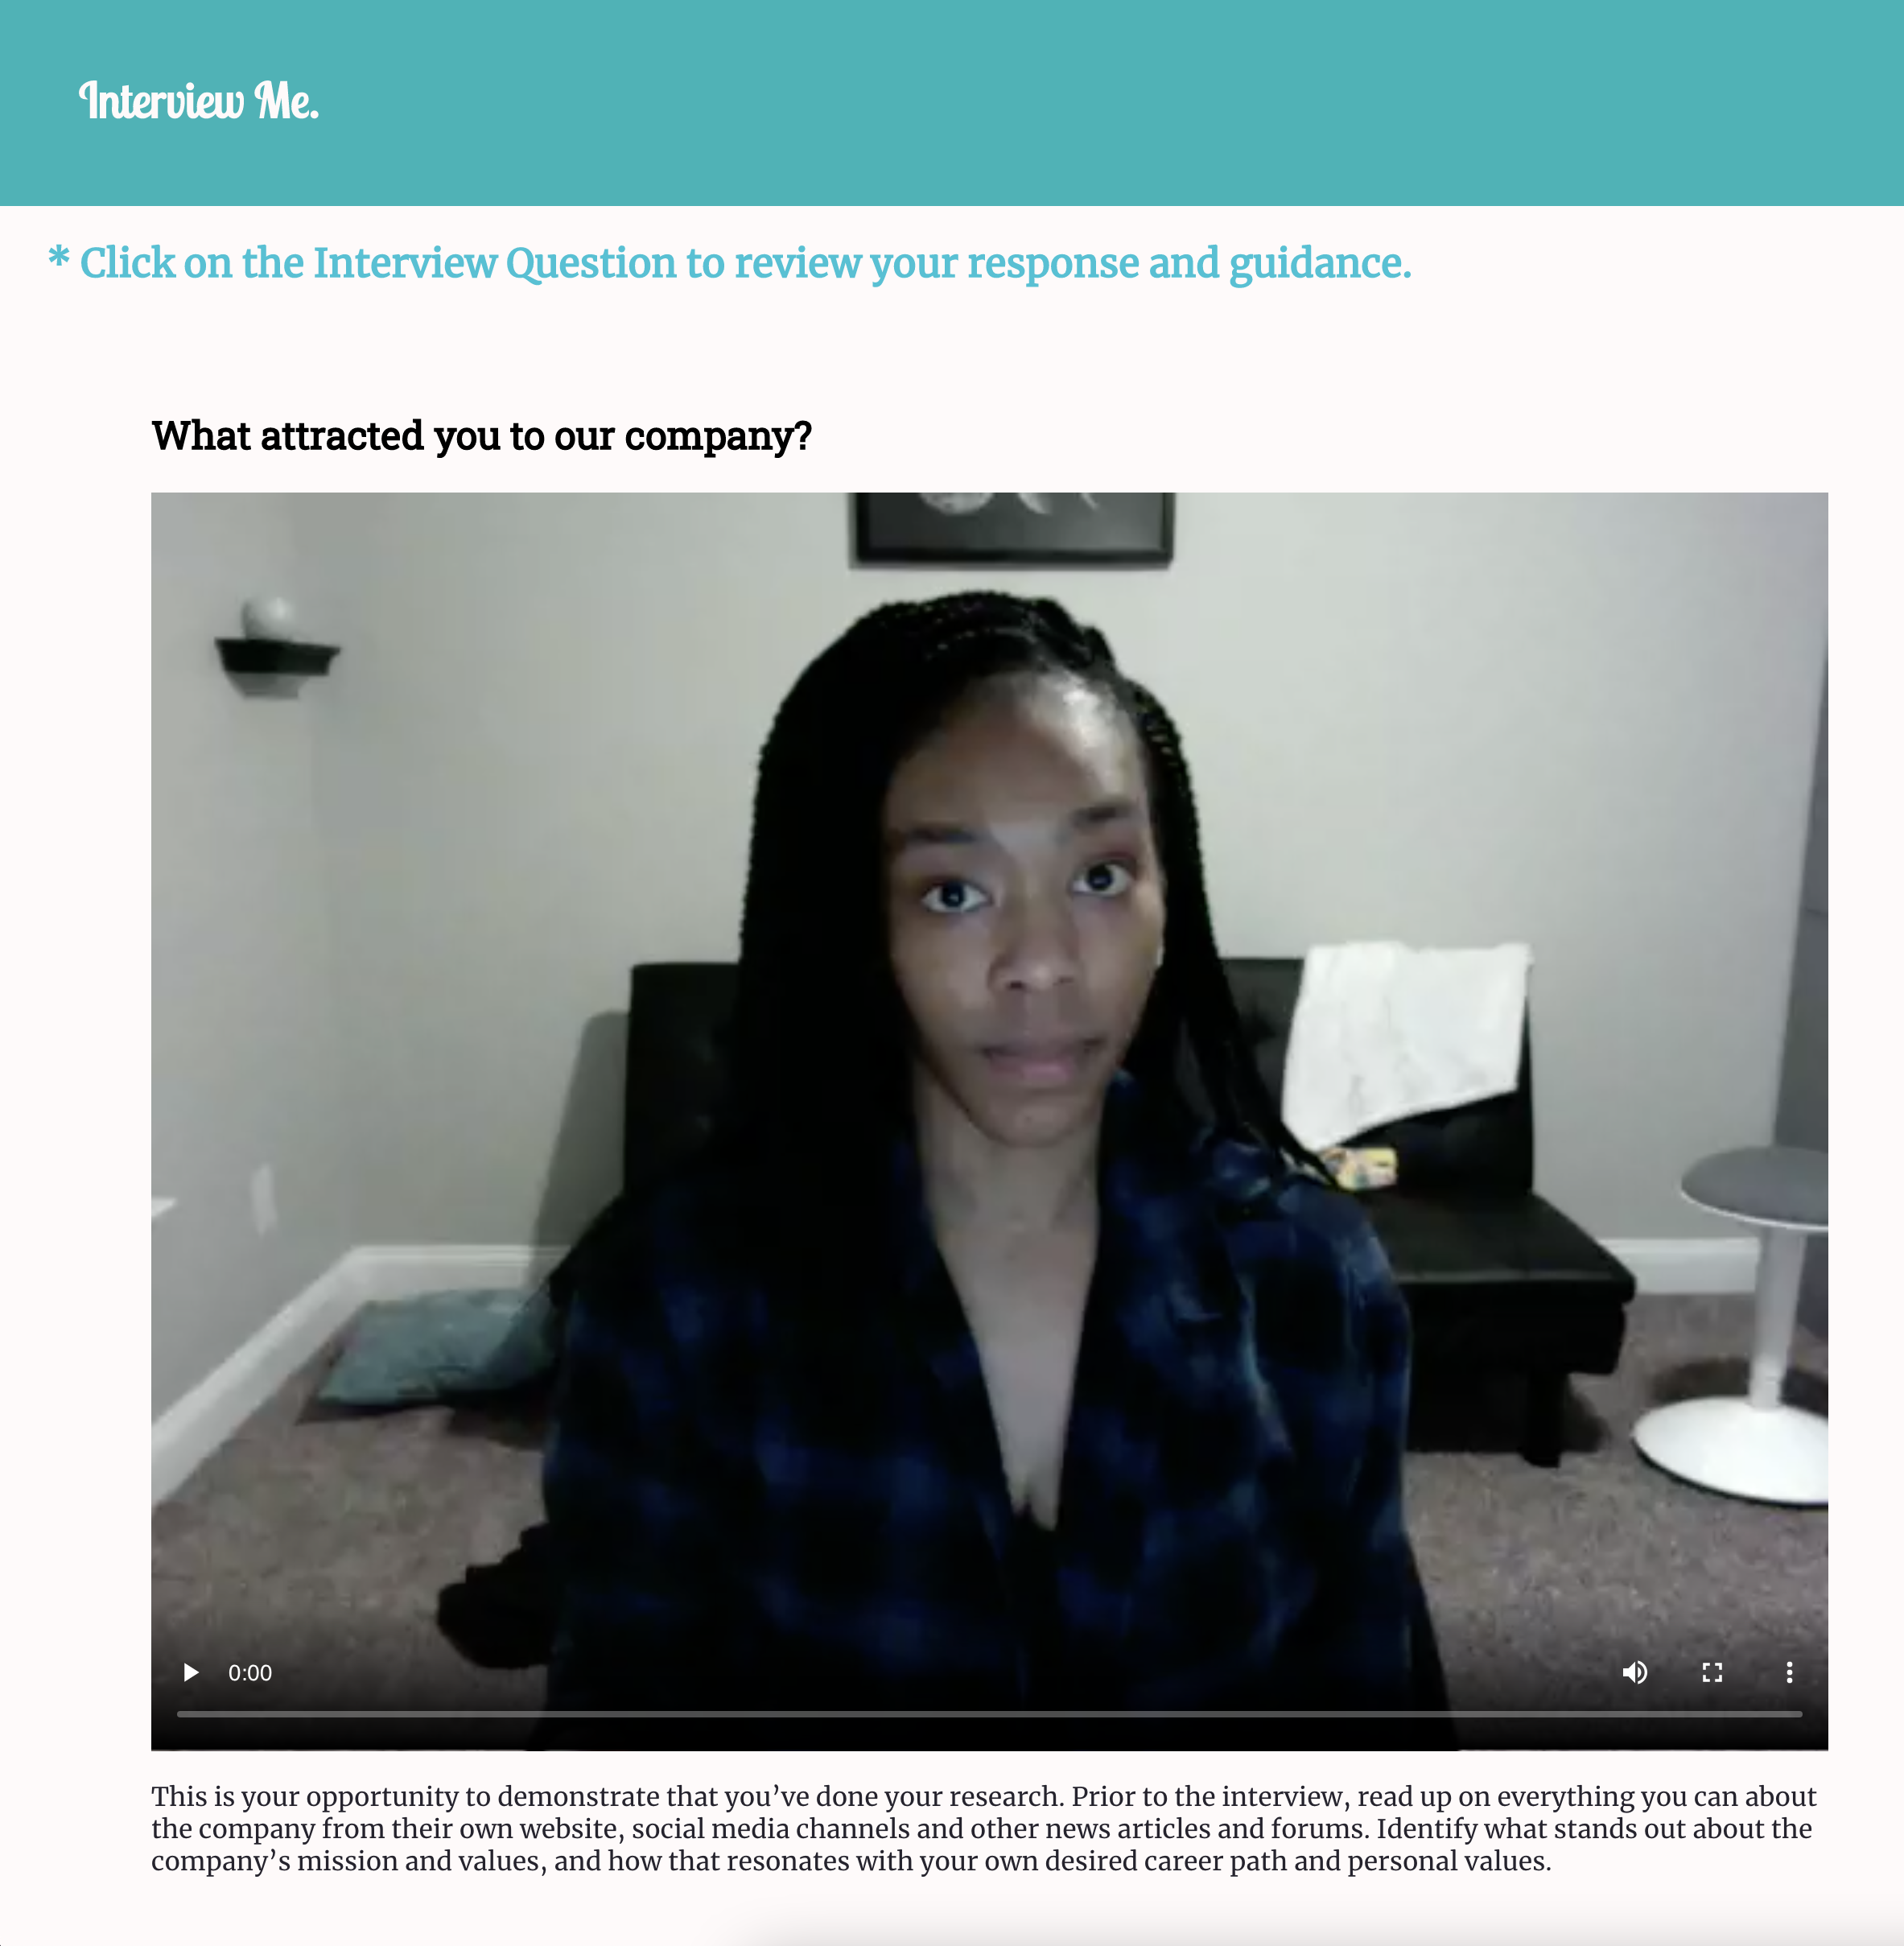 Interview Me.
* Click on the Interview Question to review your response and guidance.
What attracted you to our company?
0:00
This is your opportunity to demonstrate that you’ve done your research. Prior to the interview, read up on everything you can about
the company from their own website, social media channels and other news articles and forums. Identify what stands out about the
company’s mission and values, and how that resonates with your own desired career path and personal values.